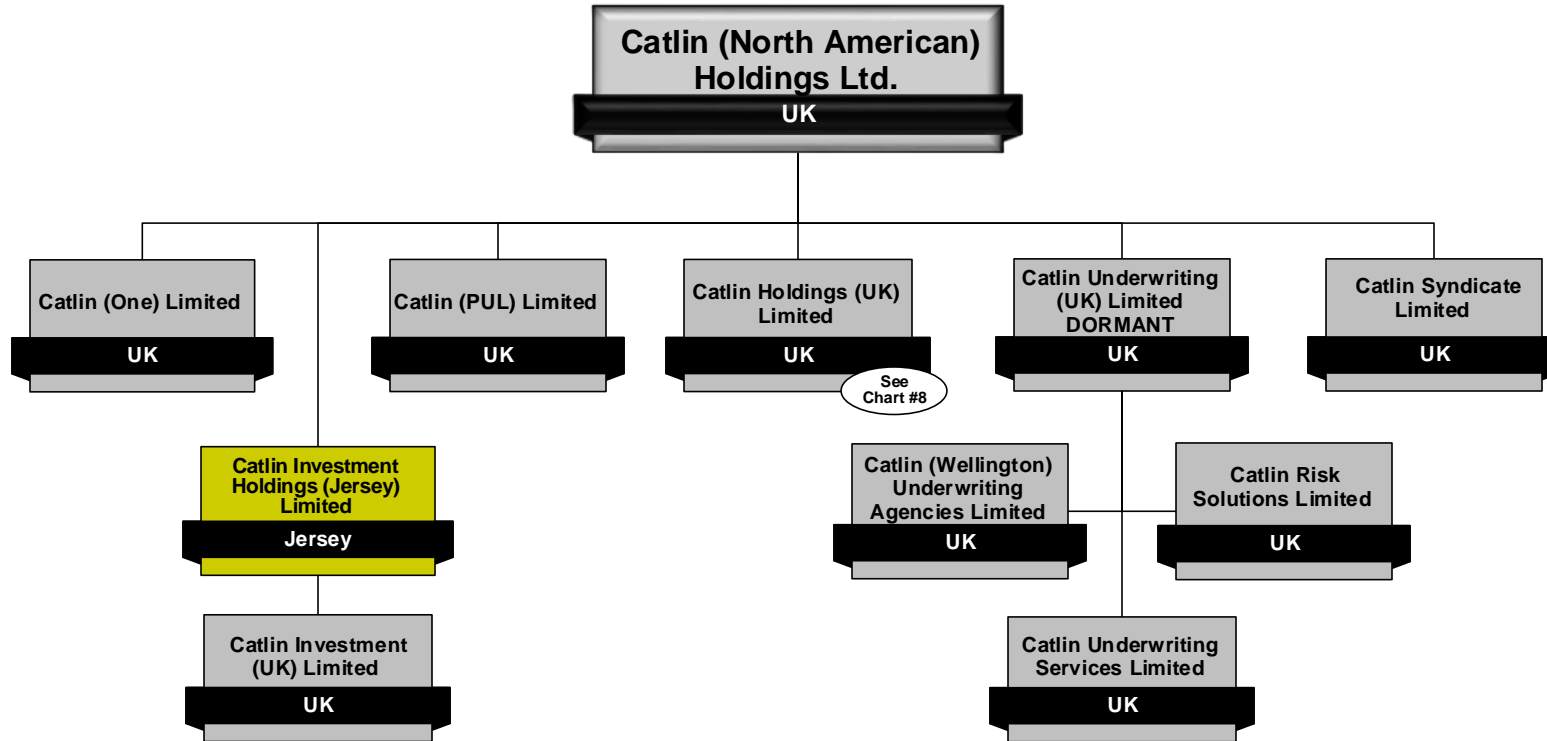 Catlin (North American)
Holdings Ltd.
UK
Catlin (One) Limited
UK
Catlin (PUL) Limited
UK
Catlin Holdings (UK)
Limited
UK
See
Chart #8
Catlin Underwriting
(UK) Limited
DORMANT
UK
Catlin Syndicate
Limited
UK
Catlin Investment
Holdings (Jersey)
Limited
Jersey
Catlin (Wellington)
Underwriting
Agencies Limited
UK
Catlin Risk
Solutions Limited
UK
Catlin Investment
(UK) Limited
UK
Catlin Underwriting
Services Limited
UK